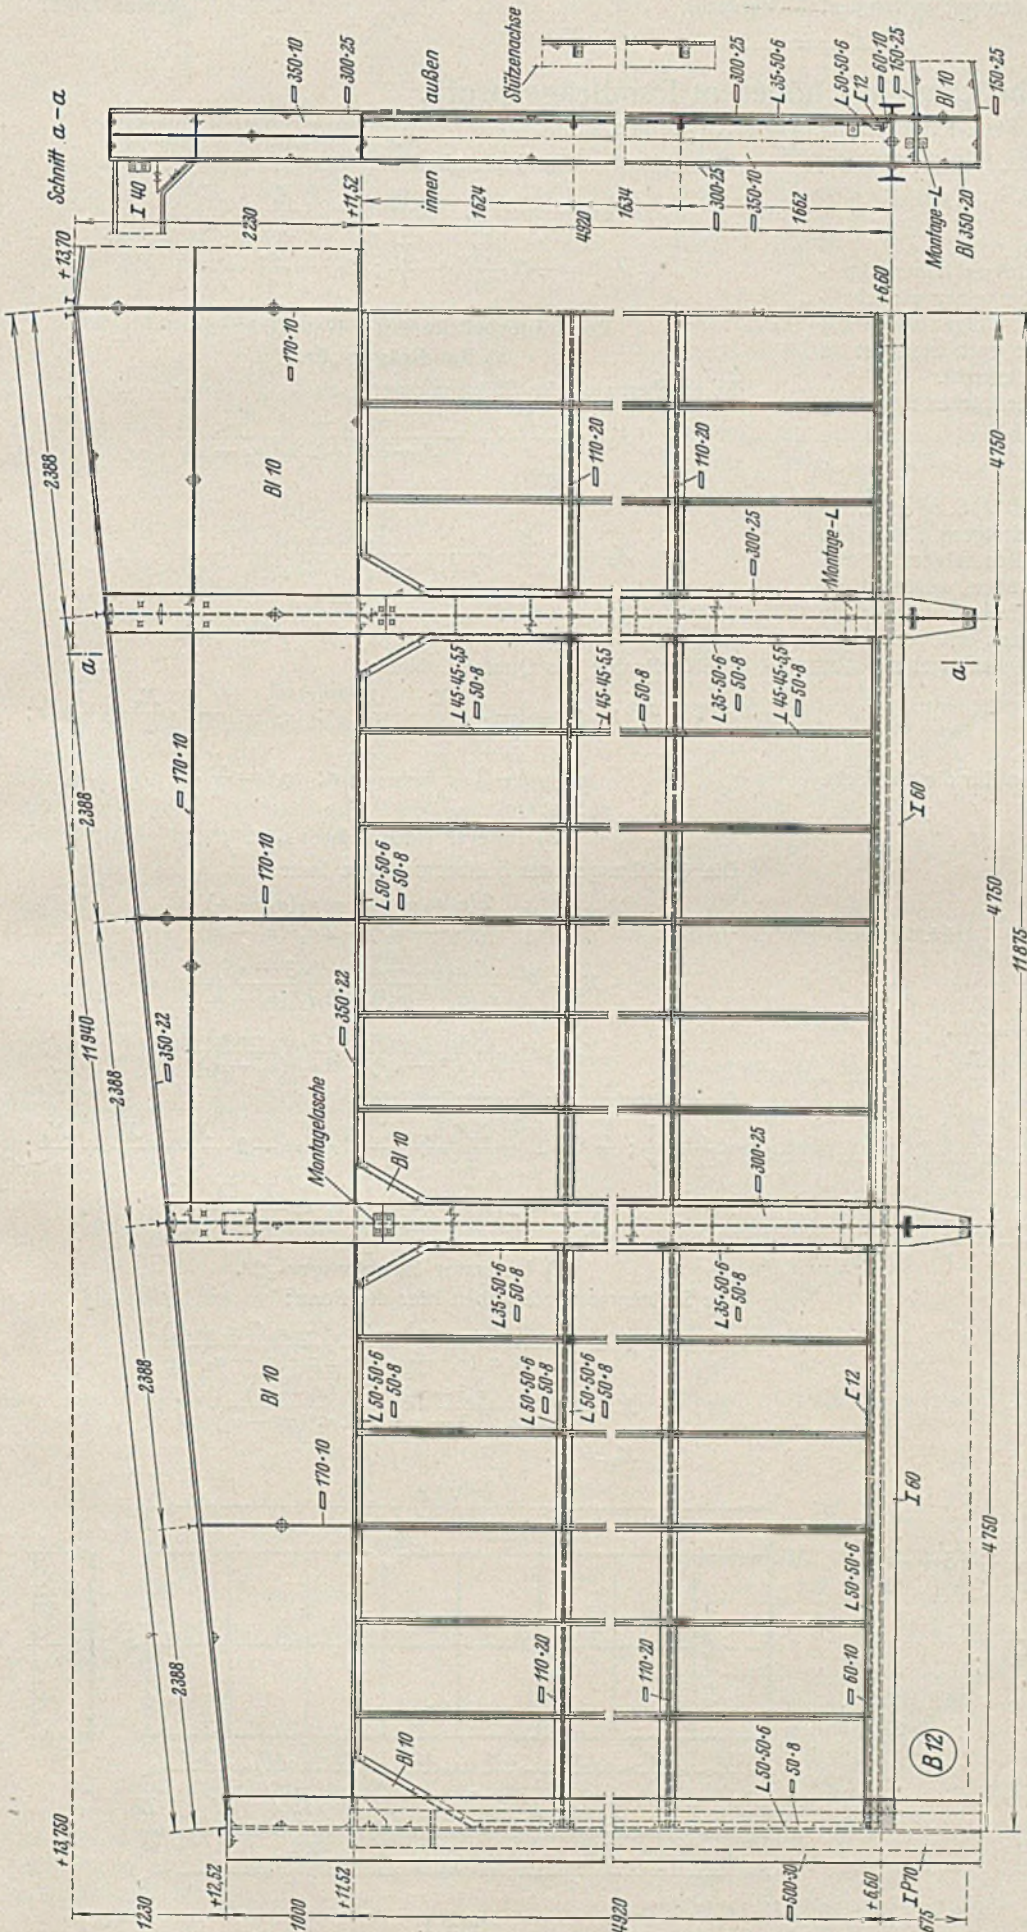 Schnitt a-a
▭ 350·10
▭ 300·25
außen
Stützenachse
▭ 300·25
L 35·50·6
L 50·50·6
⊏ 12
▭ 60·10
▭ 150·25
Bl 10
▭ 150·25
I 40
+11,52
innen
1624
4920
1634
▭ 300·25
▭ 350·10
1662
+6,60
Montage-L
Bl 350·20
+13,70
2230
▭ 170·10
Bl 10
▭ 110·20
▭ 110·20
4750
2388
▭ 300·25
Montage-L
a
a
2388
▭ 170·10
L 45·45·5,5
▭ 50·8
L 45·45·5,5
▭ 50·8
L 35·50·6
▭ 50·8
L 45·45·5,5
▭ 50·8
I 60
▭ 170·10
L 50·50·6
▭ 50·8
4750
11875
11940
2388
▭ 350·22
▭ 350·22
Montagelasche
Bl 10
▭ 300·25
2388
Bl 10
L 35·50·6
▭ 50·8
L 35·50·6
▭ 50·8
L 50·50·6
▭ 50·8
L 50·50·6
▭ 50·8
L 50·50·6
▭ 50·8
⊏ 12
I 60
▭ 170·10
4750
2388
▭ 110·20
▭ 110·20
L 50·50·6
▭ 60·10
Bl 10
L 50·50·6
▭ 50·8
B 12
+13,750
1230
+12,52
1000
+11,52
4920
▭ 500·30
+6,60
I P70
675